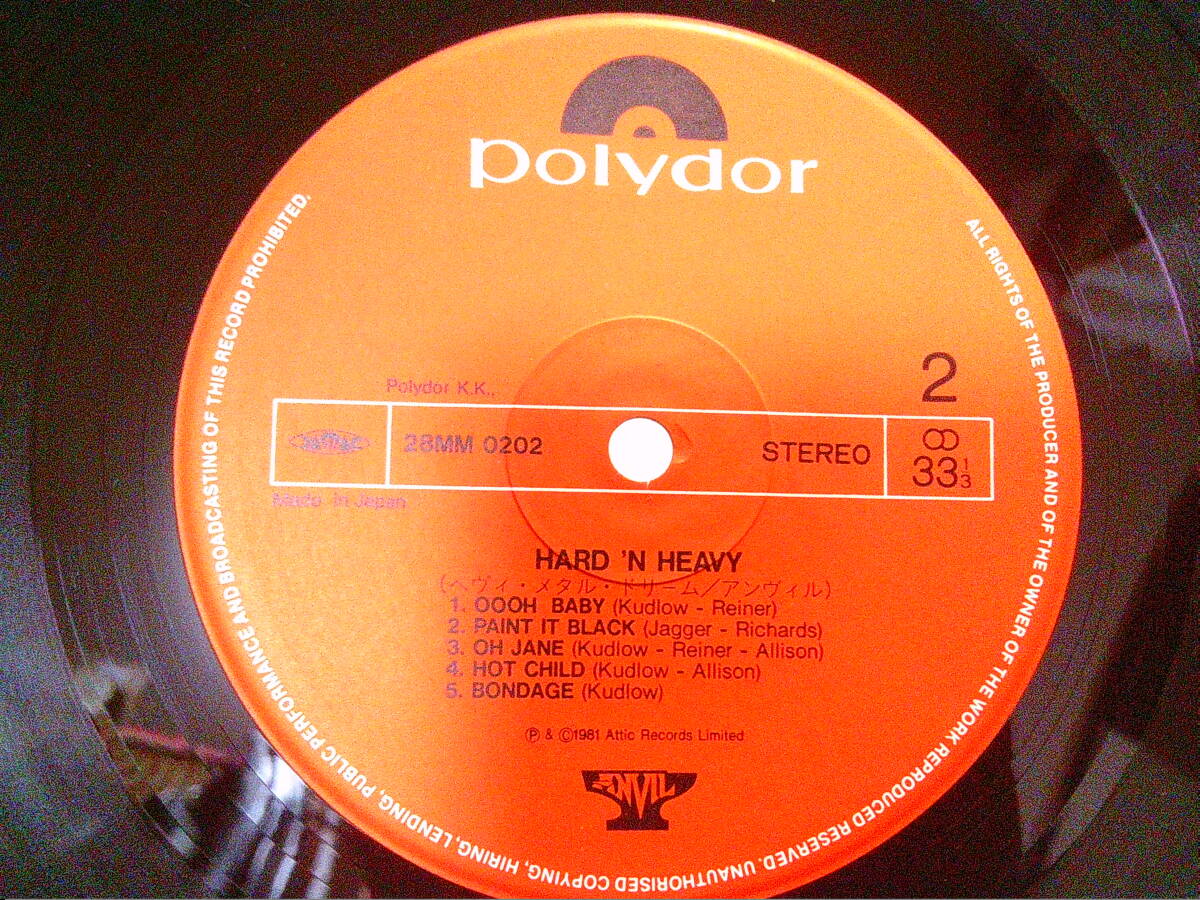 polydor
ALL RIGHTS OF THE PRODUCER AND OF THE OWNER OF THE WORK REPRODUCED RESERVED. UNAUTHORISED COPYING, HIRING, LENDING, PUBLIC PERFORMANCE AND BROADCASTING OF THIS RECORD PROHIBITED.
2
Polydor K.K.,
28MM 0202
STEREO
33 1/3
Made in Japan
HARD 'N HEAVY
(ヘヴィ・メタル・ドリーム/アンヴィル)
1. OOOH BABY (Kudlow - Reiner)
2. PAINT IT BLACK (Jagger - Richards)
3. OH JANE (Kudlow - Reiner - Allison)
4. HOT CHILD (Kudlow - Allison)
5. BONDAGE (Kudlow)
Ⓟ & ©1981 Attic Records Limited
ANVIL